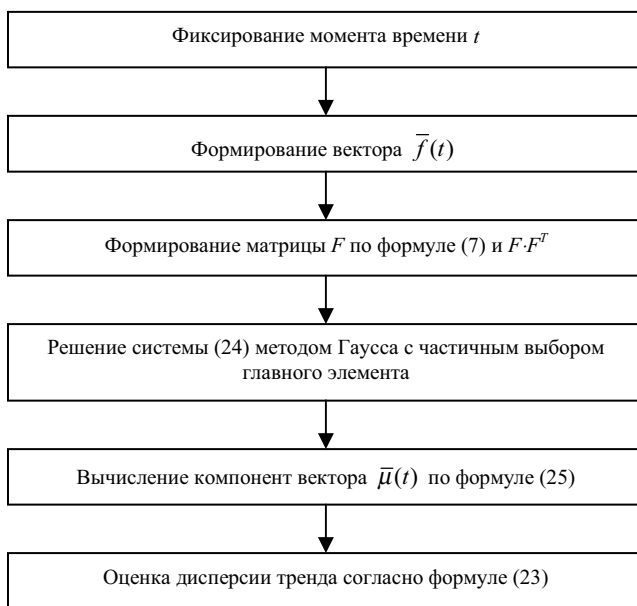 Фиксирование момента времени t
Формирование вектора f̅(t)
Формирование матрицы F по формуле (7) и F·Fᵀ
Решение системы (24) методом Гаусса с частичным выбором
главного элемента
Вычисление компонент вектора μ̅(t) по формуле (25)
Оценка дисперсии тренда согласно формуле (23)